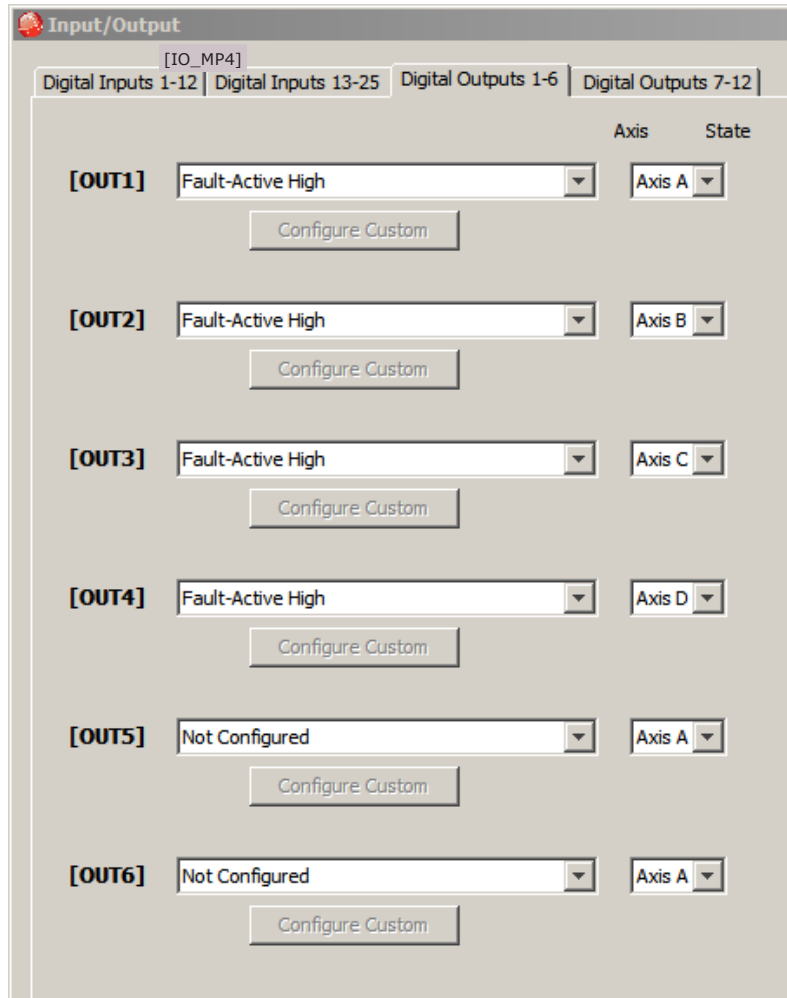 Input/Output
[IO_MP4]
Digital Inputs 1-12 Digital Inputs 13-25 Digital Outputs 1-6 Digital Outputs 7-12
Axis State
[OUT1] Fault-Active High Axis A
Configure Custom
[OUT2] Fault-Active High Axis B
Configure Custom
[OUT3] Fault-Active High Axis C
Configure Custom
[OUT4] Fault-Active High Axis D
Configure Custom
[OUT5] Not Configured Axis A
Configure Custom
[OUT6] Not Configured Axis A
Configure Custom